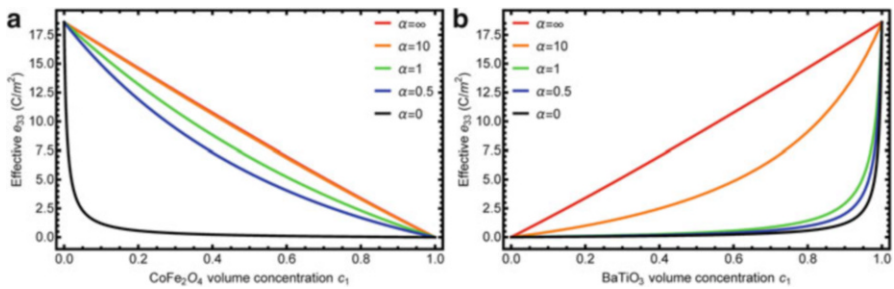 a
Effective e₃₃ (C/m²)
17.5
15.0
12.5
10.0
7.5
5.0
2.5
0.0
α=∞
α=10
α=1
α=0.5
α=0
0.0 0.2 0.4 0.6 0.8 1.0
CoFe₂O₄ volume concentration c₁
b
Effective e₃₃ (C/m²)
17.5
15.0
12.5
10.0
7.5
5.0
2.5
0.0
α=∞
α=10
α=1
α=0.5
α=0
0.0 0.2 0.4 0.6 0.8 1.0
BaTiO₃ volume concentration c₁